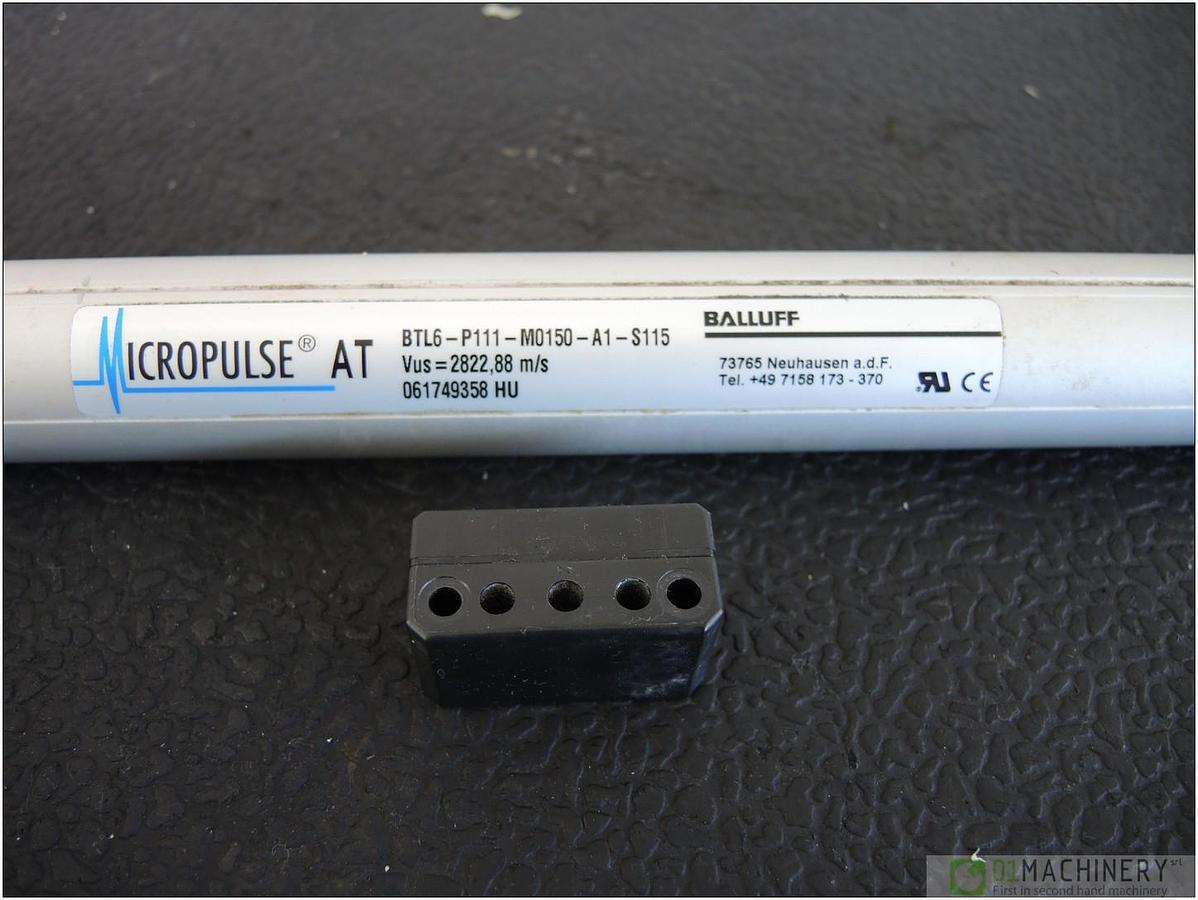 MICROPULSE® AT
BTL6-P111-M0150-A1-S115
Vus=2822,88 m/s
061749358 HU
BALLUFF
73765 Neuhausen a.d.F.
Tel. +49 7158 173-370
RU CE
01MACHINERY srl
First in second hand machinery